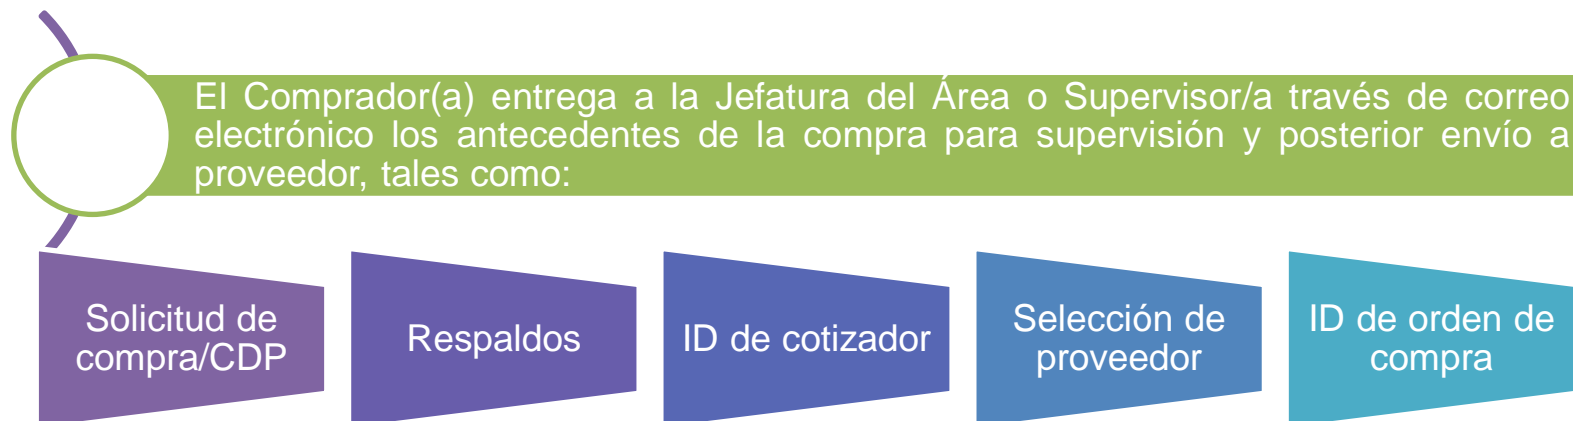 El Comprador(a) entrega a la Jefatura del Área o Supervisor/a través de correo
electrónico los antecedentes de la compra para supervisión y posterior envío a
proveedor, tales como:
Solicitud de
compra/CDP
Respaldos
ID de cotizador
Selección de
proveedor
ID de orden de
compra